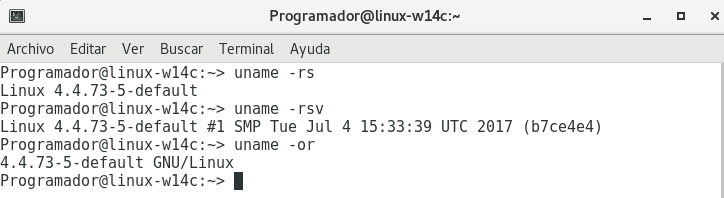 Programador@linux-w14c:~
Archivo Editar Ver Buscar Terminal Ayuda
Programador@linux-w14c:~> uname -rs
Linux 4.4.73-5-default
Programador@linux-w14c:~> uname -rsv
Linux 4.4.73-5-default #1 SMP Tue Jul 4 15:33:39 UTC 2017 (b7ce4e4)
Programador@linux-w14c:~> uname -or
4.4.73-5-default GNU/Linux
Programador@linux-w14c:~>